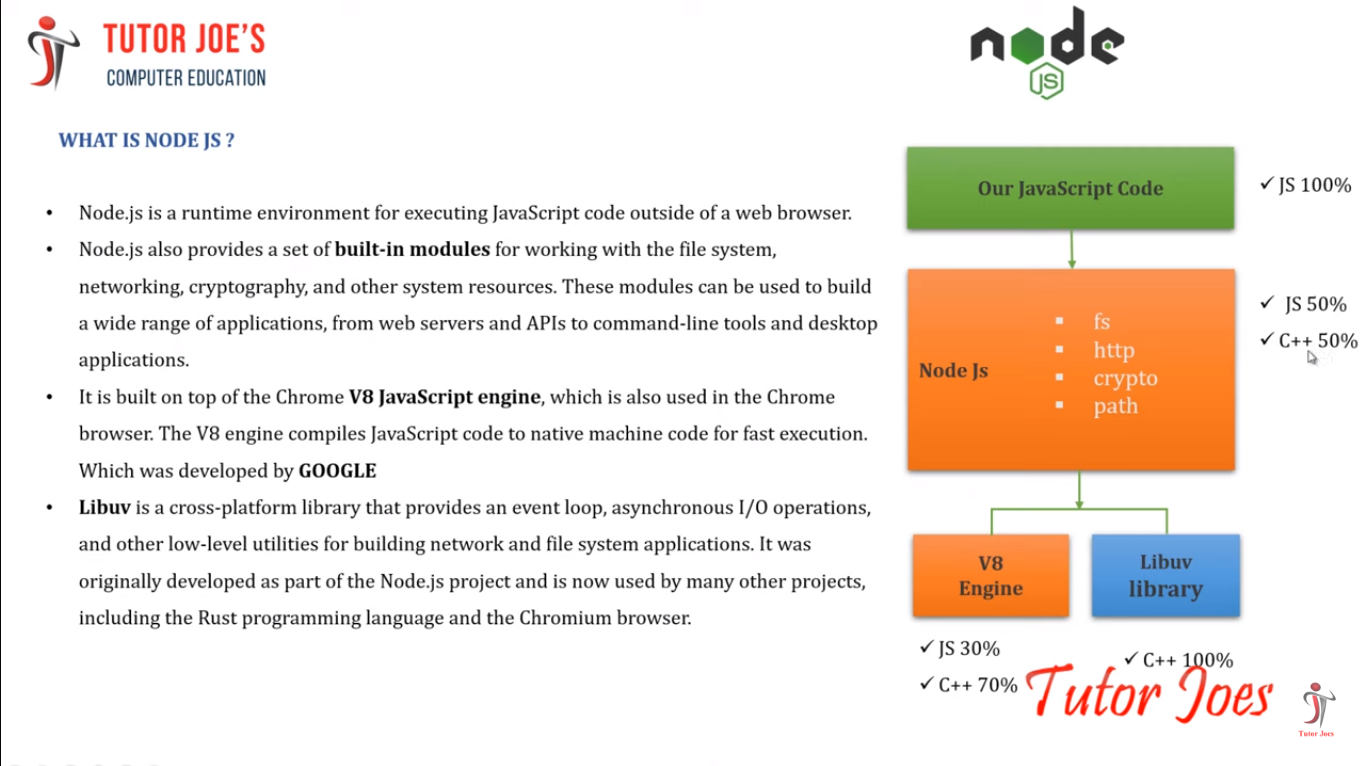 TUTOR JOE'S
COMPUTER EDUCATION
node
JS
WHAT IS NODE JS ?
• Node.js is a runtime environment for executing JavaScript code outside of a web browser.
• Node.js also provides a set of built-in modules for working with the file system,
networking, cryptography, and other system resources. These modules can be used to build
a wide range of applications, from web servers and APIs to command-line tools and desktop
applications.
• It is built on top of the Chrome V8 JavaScript engine, which is also used in the Chrome
browser. The V8 engine compiles JavaScript code to native machine code for fast execution.
Which was developed by GOOGLE
• Libuv is a cross-platform library that provides an event loop, asynchronous I/O operations,
and other low-level utilities for building network and file system applications. It was
originally developed as part of the Node.js project and is now used by many other projects,
including the Rust programming language and the Chromium browser.
Our JavaScript Code
✓ JS 100%
Node Js
▪ fs
▪ http
▪ crypto
▪ path
✓ JS 50%
✓ C++ 50%
V8
Engine
Libuv
library
✓ JS 30%
✓ C++ 70%
✓ C++ 100%
Tutor Joes
Tutor Joes